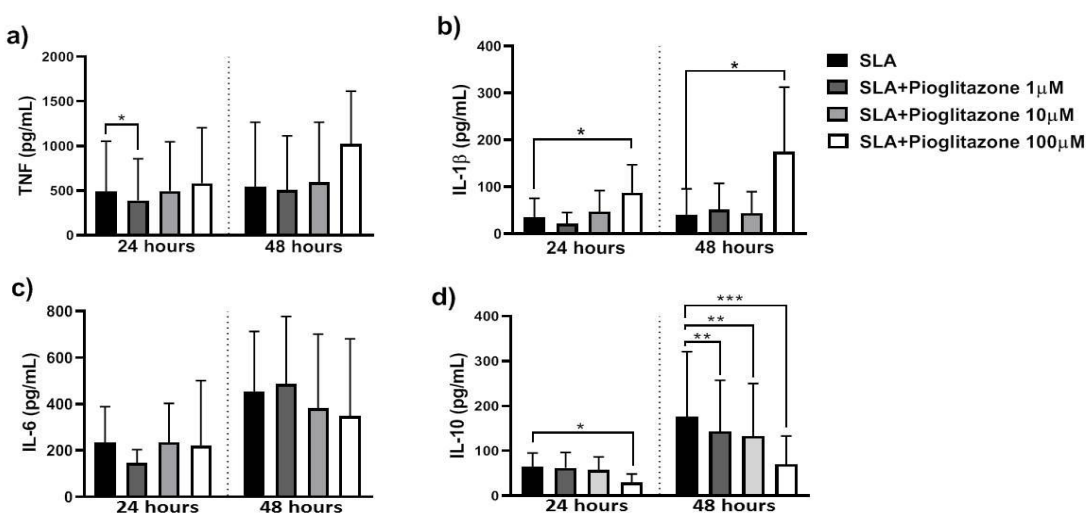 a)
TNF (pg/mL)
2000
1500
1000
500
0
*
24 hours
48 hours
b)
IL-1β (pg/mL)
400
300
200
100
0
*
*
24 hours
48 hours
SLA
SLA+Pioglitazone 1μM
SLA+Pioglitazone 10μM
SLA+Pioglitazone 100μM
c)
IL-6 (pg/mL)
800
600
400
200
0
24 hours
48 hours
d)
IL-10 (pg/mL)
400
300
200
100
0
*
***
**
**
24 hours
48 hours